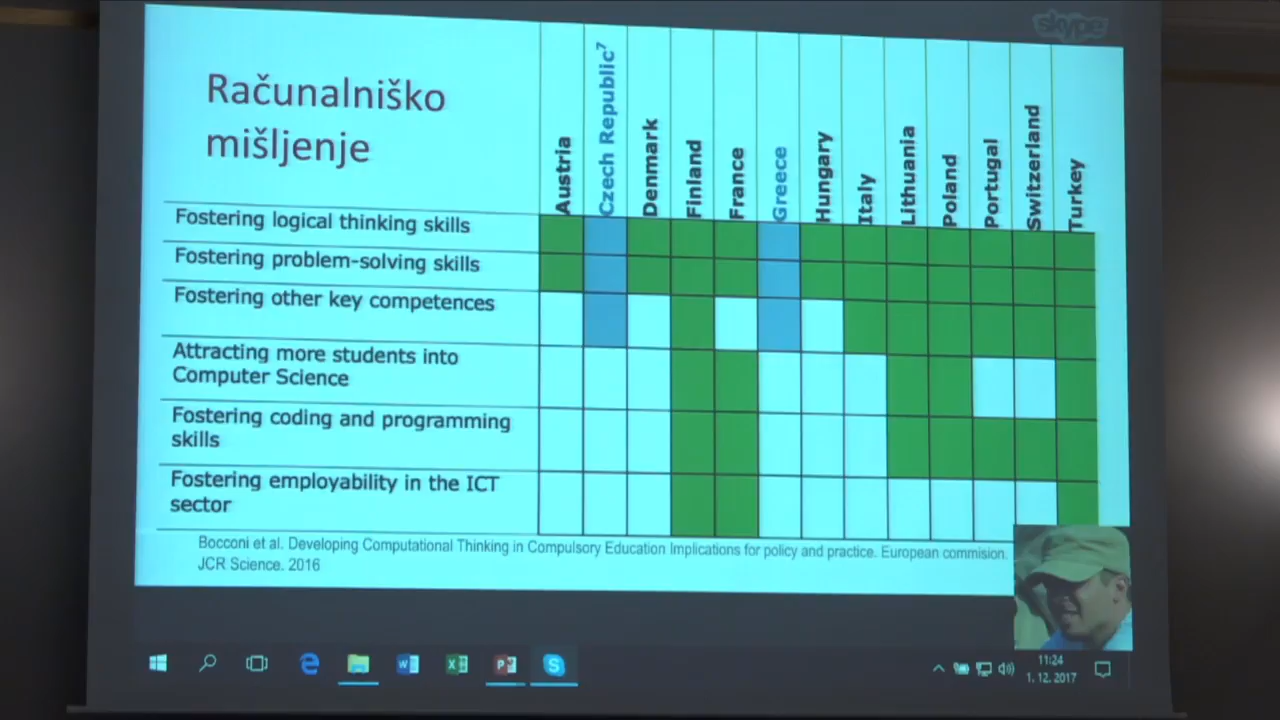 skype
Računalniško
mišljenje
Austria
Czech Republic7
Denmark
Finland
France
Greece
Hungary
Italy
Lithuania
Poland
Portugal
Switzerland
Turkey
Fostering logical thinking skills
Fostering problem-solving skills
Fostering other key competences
Attracting more students into
Computer Science
Fostering coding and programming
skills
Fostering employability in the ICT
sector
Bocconi et al. Developing Computational Thinking in Compulsory Education Implications for policy and practice. European commision.
JCR Science. 2016
11:24
1. 12. 2017